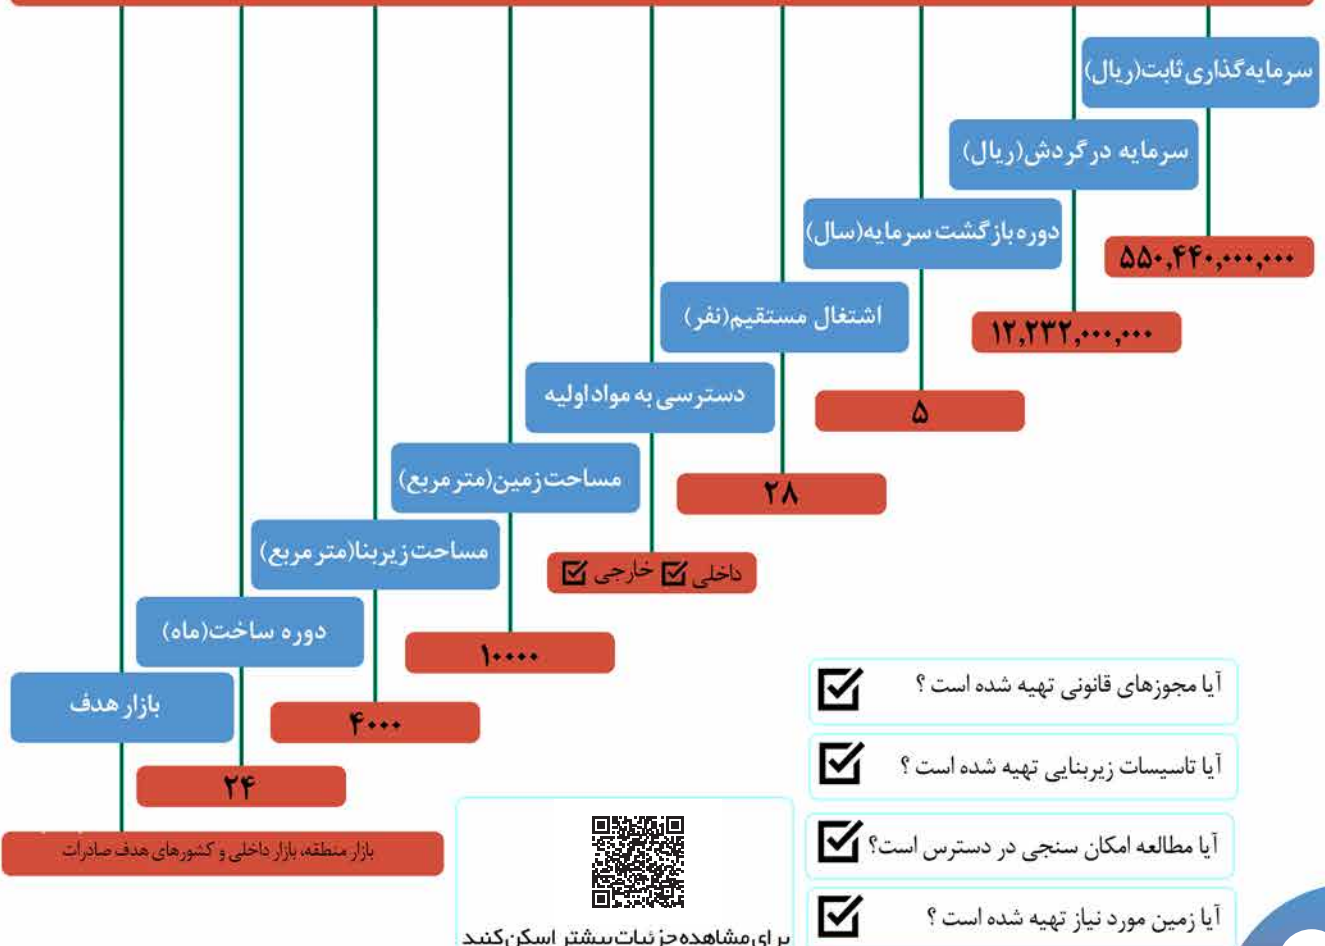 سرمایه‌گذاری ثابت(ریال)
۵۵۰,۴۴۰,۰۰۰,۰۰۰
سرمایه در گردش(ریال)
۱۲,۲۳۲,۰۰۰,۰۰۰
دوره بازگشت سرمایه(سال)
۵
اشتغال مستقیم(نفر)
۲۸
دسترسی به مواد اولیه
داخلی ☑ خارجی ☑
مساحت زمین(متر مربع)
۱۰۰۰۰
مساحت زیربنا(متر مربع)
۴۰۰۰
دوره ساخت(ماه)
۲۴
بازار هدف
بازار منطقه، بازار داخلی و کشورهای هدف صادرات
آیا مجوزهای قانونی تهیه شده است ؟ ☑
آیا تاسیسات زیربنایی تهیه شده است ؟ ☑
آیا مطالعه امکان سنجی در دسترس است؟ ☑
آیا زمین مورد نیاز تهیه شده است ؟ ☑
برای مشاهده جزئیات بیشتر اسکن کنید